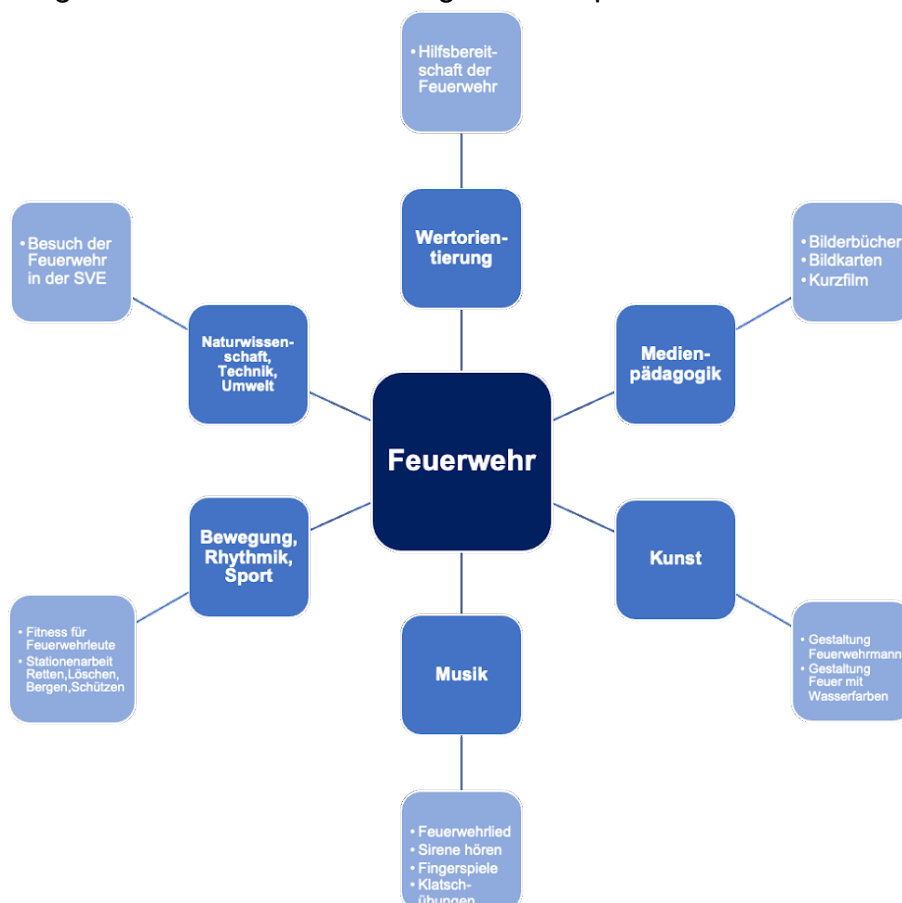 • Hilfsbereit-
schaft der
Feuerwehr
Wertorien-
tierung
• Besuch der
Feuerwehr
in der SVE
• Bilderbücher
• Bildkarten
• Kurzfilm
Naturwissen-
schaft,
Technik,
Umwelt
Medien-
pädagogik
Feuerwehr
Bewegung,
Rhythmik,
Sport
Kunst
• Fitness für
Feuerwehrleute
• Stationenarbeit
Retten,Löschen,
Bergen,Schützen
Musik
• Gestaltung
Feuerwehrmann
• Gestaltung
Feuer mit
Wasserfarben
• Feuerwehrlied
• Sirene hören
• Fingerspiele
• Klatsch-
übungen